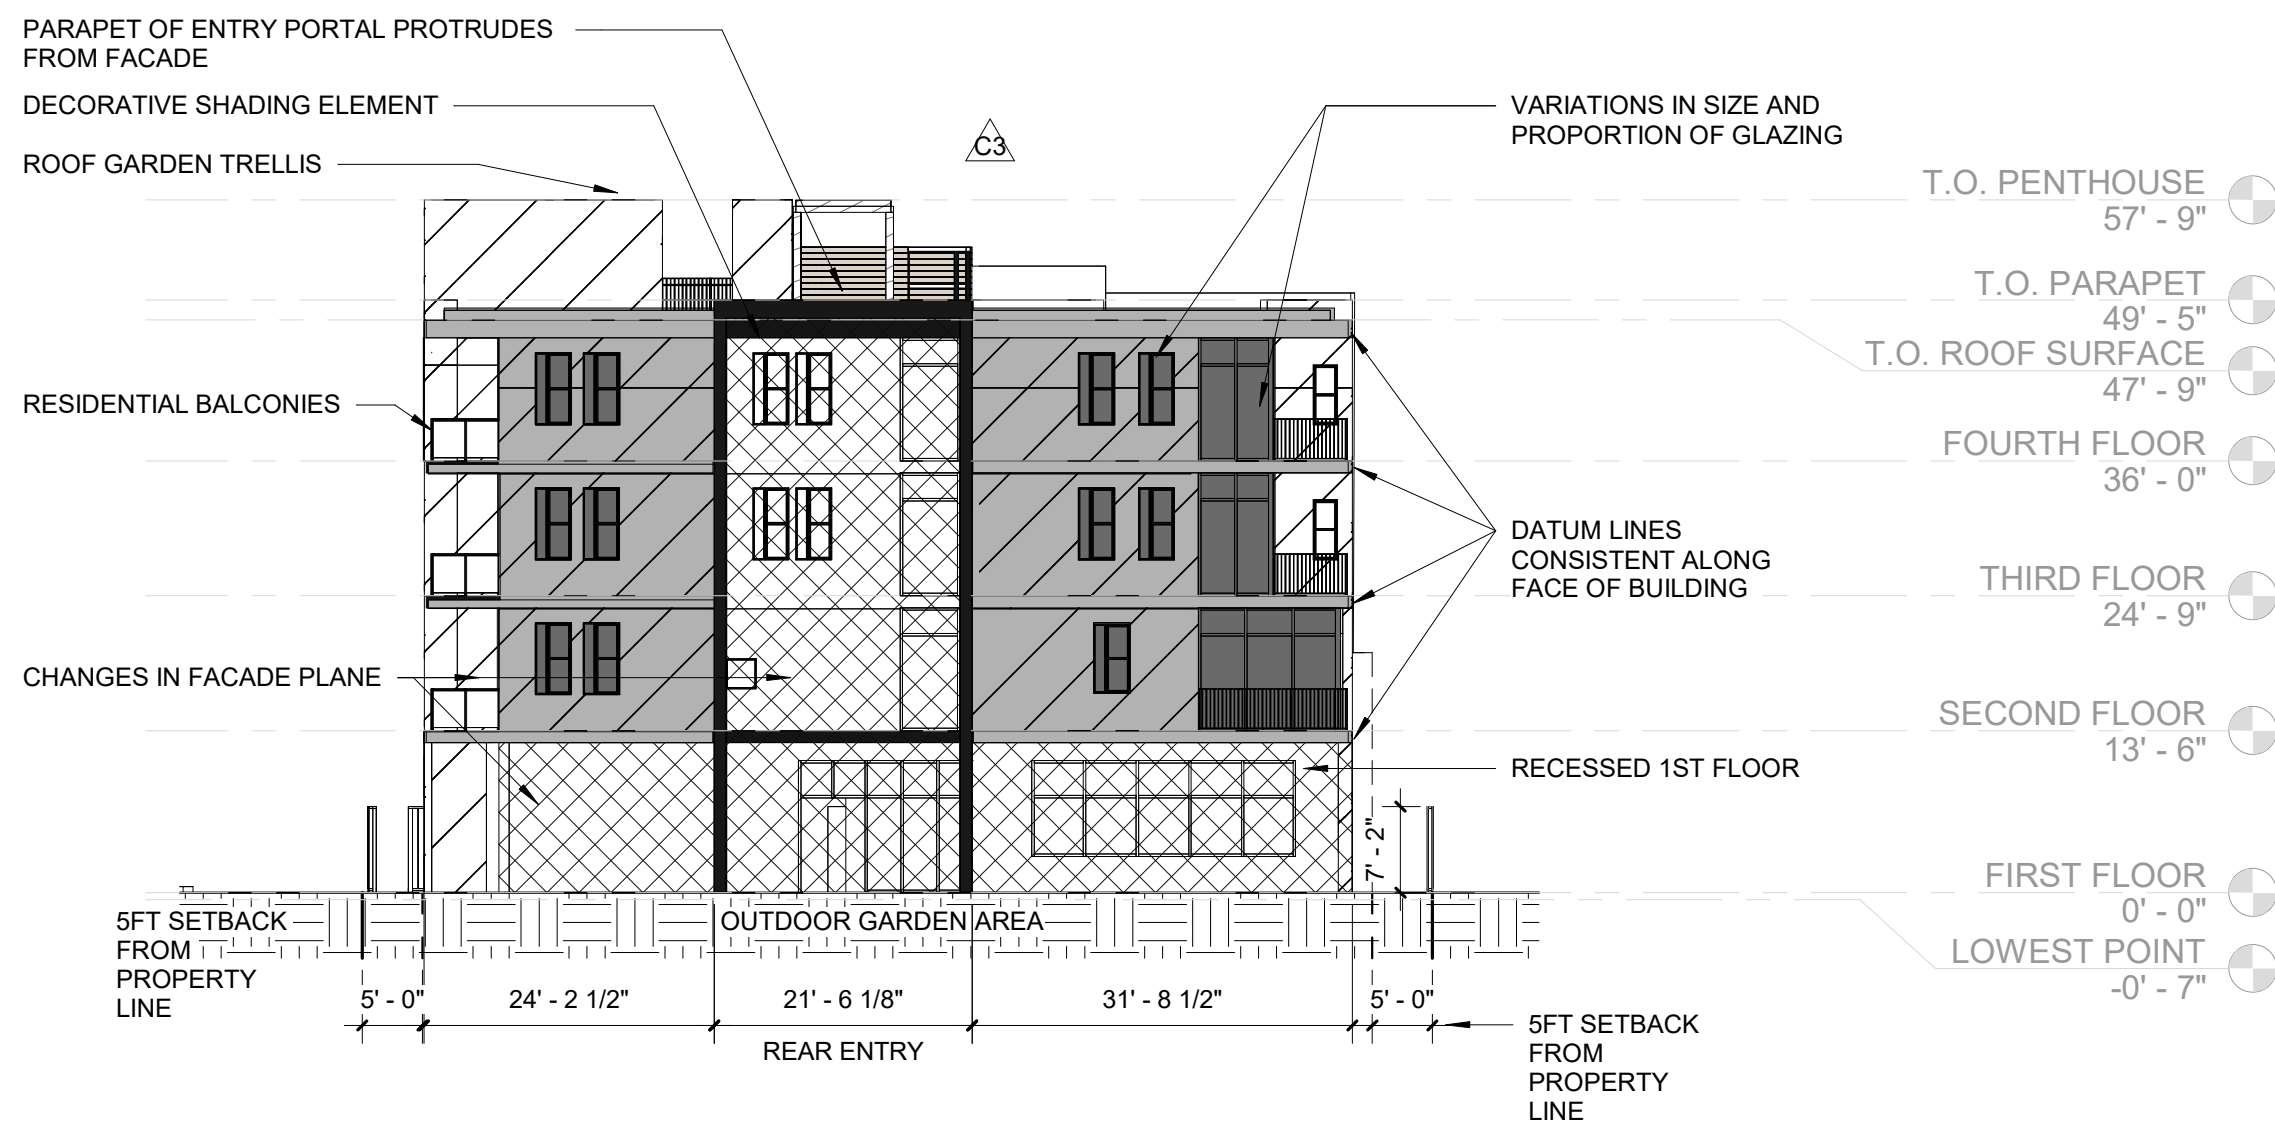 PARAPET OF ENTRY PORTAL PROTRUDES
FROM FACADE
DECORATIVE SHADING ELEMENT
ROOF GARDEN TRELLIS
C3
VARIATIONS IN SIZE AND
PROPORTION OF GLAZING
T.O. PENTHOUSE
57' - 9"
T.O. PARAPET
49' - 5"
T.O. ROOF SURFACE
47' - 9"
RESIDENTIAL BALCONIES
FOURTH FLOOR
36' - 0"
DATUM LINES
CONSISTENT ALONG
FACE OF BUILDING
THIRD FLOOR
24' - 9"
CHANGES IN FACADE PLANE
SECOND FLOOR
13' - 6"
RECESSED 1ST FLOOR
7' - 2"
FIRST FLOOR
0' - 0"
LOWEST POINT
-0' - 7"
5FT SETBACK
FROM
PROPERTY
LINE
OUTDOOR GARDEN AREA
5' - 0"
24' - 2 1/2"
21' - 6 1/8"
31' - 8 1/2"
5' - 0"
REAR ENTRY
5FT SETBACK
FROM
PROPERTY
LINE